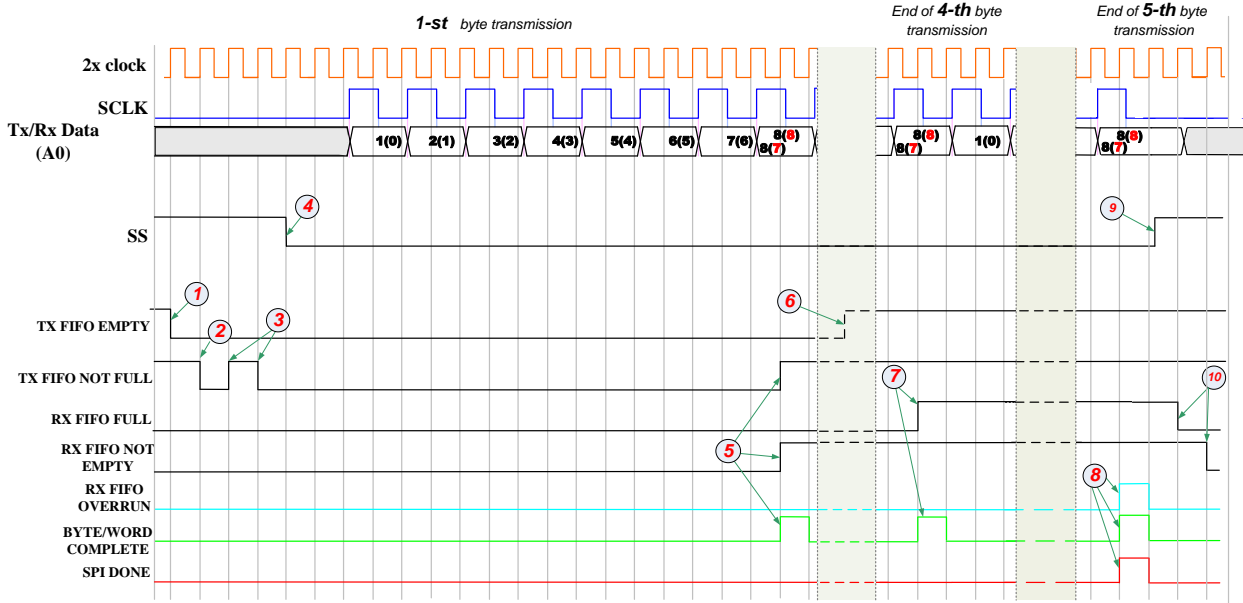 1-st byte transmission
End of 4-th byte
transmission
End of 5-th byte
transmission
2x clock
SCLK
Tx/Rx Data
(A0)
1(0)
2(1)
3(2)
4(3)
5(4)
6(5)
7(6)
8(8)
8(7)
8(8)
8(7)
1(0)
8(8)
8(7)
SS
4
9
TX FIFO EMPTY
1
2
3
6
TX FIFO NOT FULL
7
10
RX FIFO FULL
RX FIFO NOT
EMPTY
5
8
RX FIFO
OVERRUN
BYTE/WORD
COMPLETE
SPI DONE